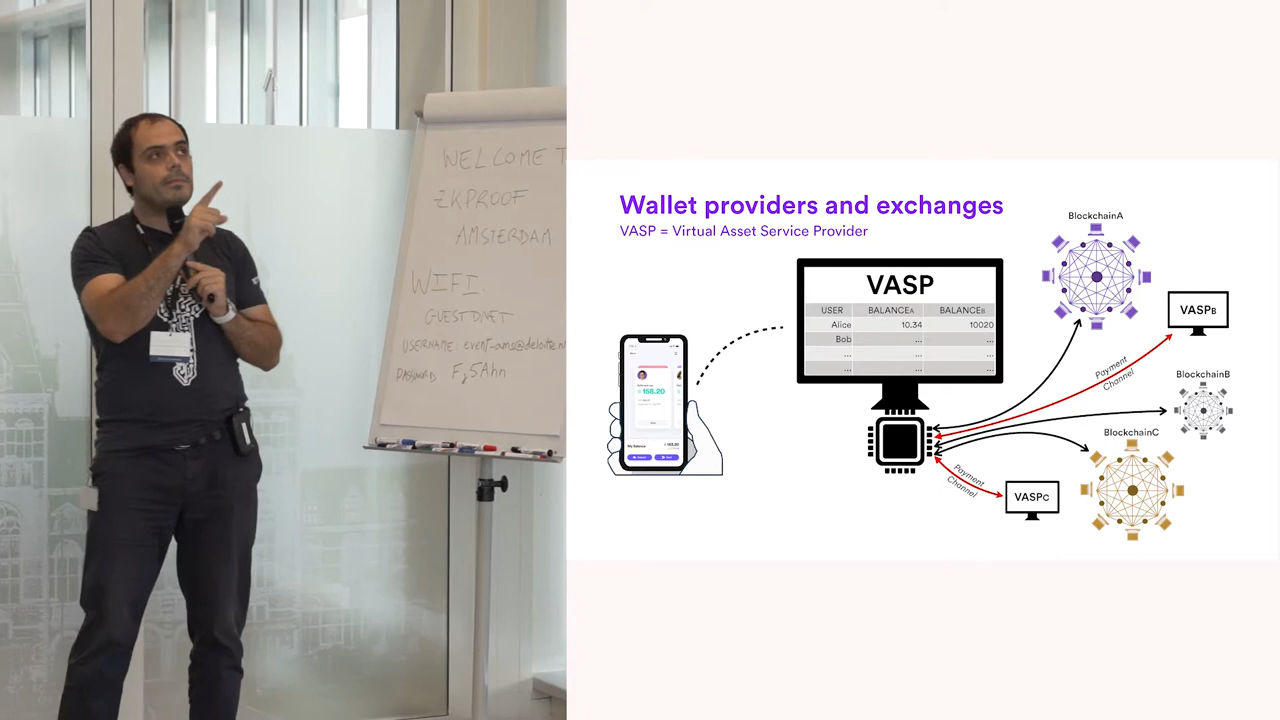 WELCOME T
ZKPROOF
AMSTERDAM
WIFI.
GUESTDNET
USERNAME: event-ams@deloitte.nl
PASSWORD F,5Ahn
Wallet providers and exchanges
VASP = Virtual Asset Service Provider
VASP
USER BALANCEA BALANCEB
Alice 10.34 10020
Bob ... ...
... ... ...
... ... ...
158.20
My Balance
BlockchainA
VASPB
Payment
Channel
BlockchainB
BlockchainC
Payment
Channel
VASPC